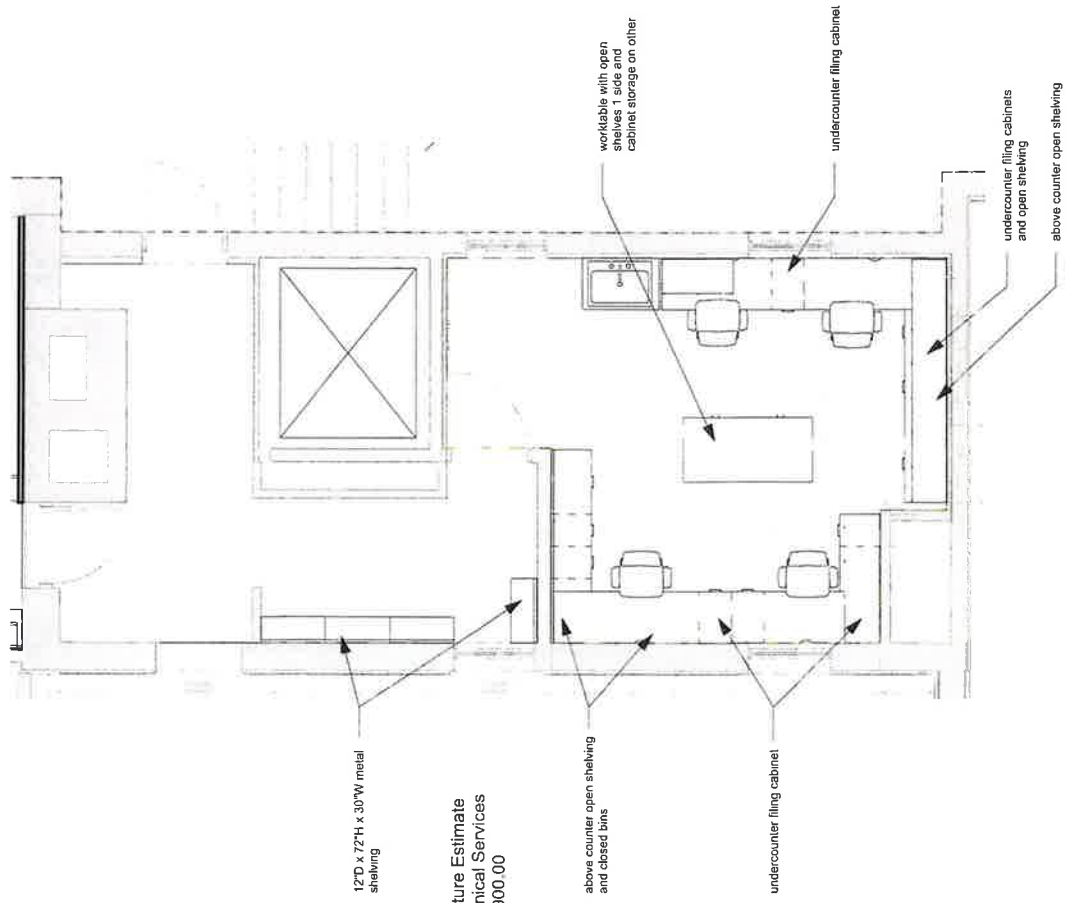 worktable with open
shelves 1 side and
cabinet storage on other
undercounter filing cabinet
undercounter filing cabinets
and open shelving
above counter open shelving
12"D x 72"H x 30"W metal
shelving
above counter open shelving
and closed bins
undercounter filing cabinet
ture Estimate
nical Services
900.00